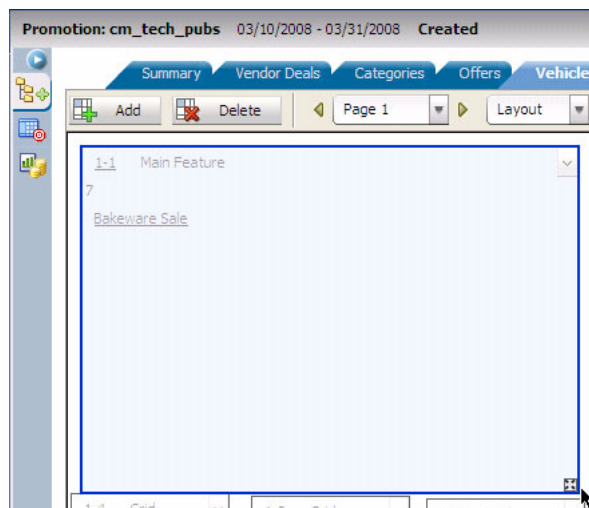 Promotion: cm_tech_pubs 03/10/2008 - 03/31/2008 Created
Summary Vendor Deals Categories Offers Vehicle
Add Delete Page 1 Layout
1-1 Main Feature
7
Bakeware Sale